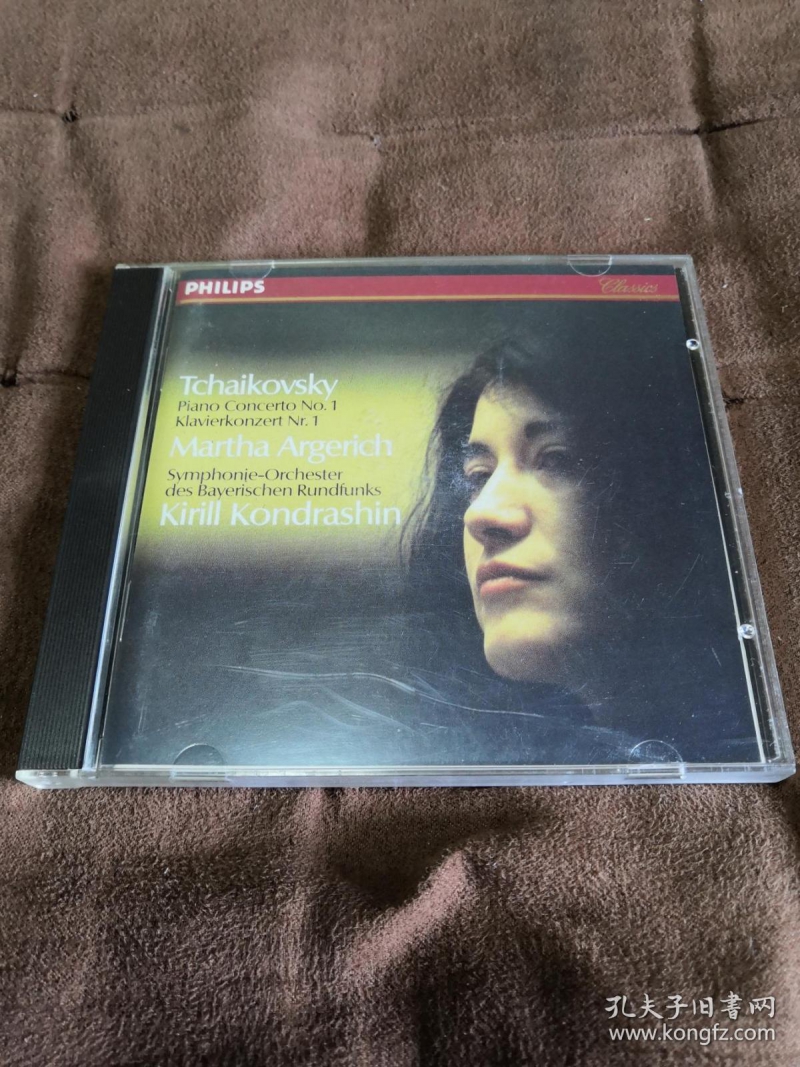 PHILIPS Classics
Tchaikovsky
Piano Concerto No. 1
Klavierkonzert Nr. 1
Martha Argerich
Symphonie-Orchester
des Bayerischen Rundfunks
Kirill Kondrashin
孔夫子旧書网
www.kongfz.com